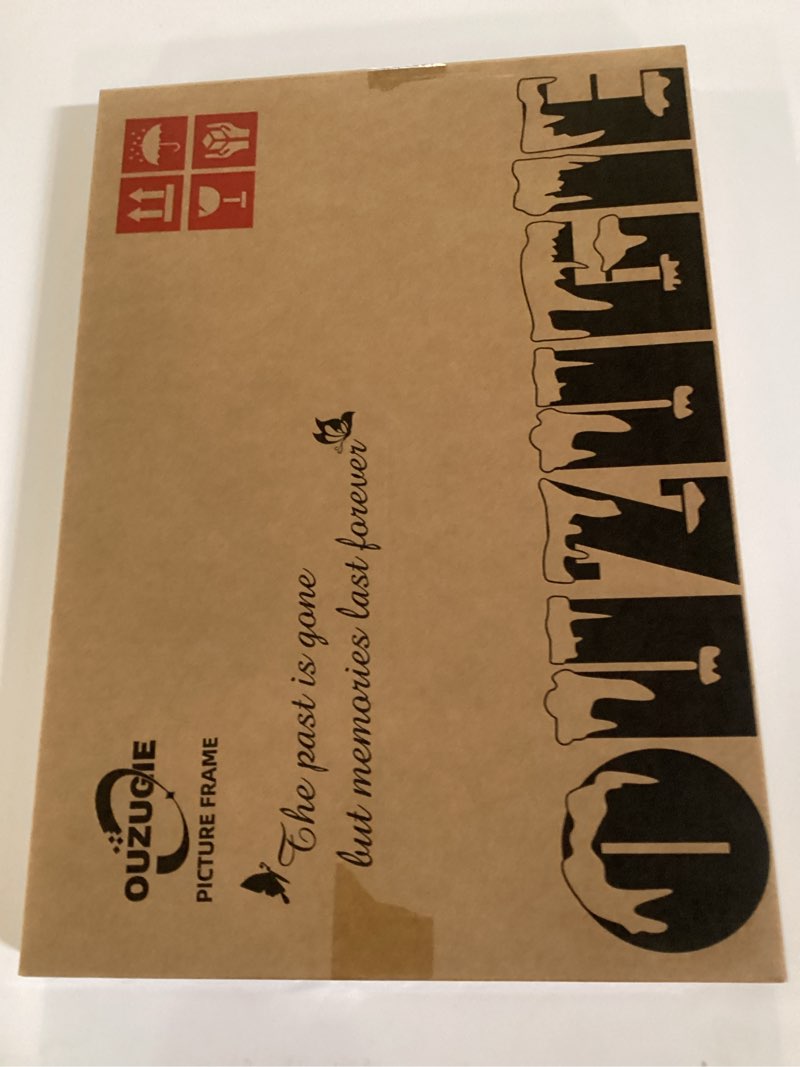 OUZUGIE
PICTURE FRAME
The past is gone
but memories last forever
OUZUGIE